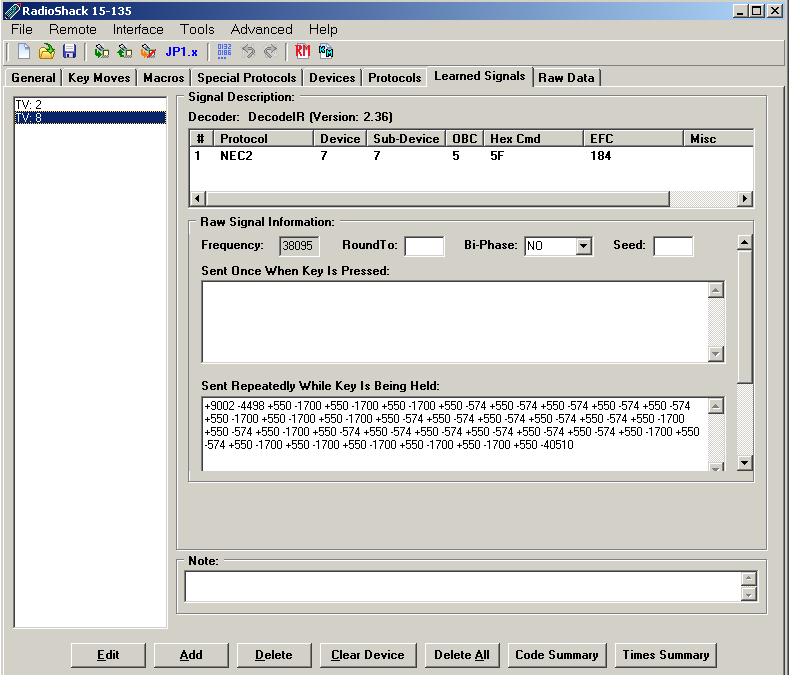 RadioShack 15-135
File Remote Interface Tools Advanced Help
JP1.x RM
General Key Moves Macros Special Protocols Devices Protocols Learned Signals Raw Data
TV: 2
TV: 8
Signal Description:
Decoder: DecodeIR (Version: 2.36)
# Protocol Device Sub-Device OBC Hex Cmd EFC Misc
1 NEC2 7 7 5 5F 184
Raw Signal Information:
Frequency: 38095 RoundTo: Bi-Phase: NO Seed:
Sent Once When Key Is Pressed:
Sent Repeatedly While Key Is Being Held:
+9002 -4498 +550 -1700 +550 -1700 +550 -1700 +550 -574 +550 -574 +550 -574 +550 -574 +550 -574
+550 -1700 +550 -1700 +550 -1700 +550 -574 +550 -574 +550 -574 +550 -574 +550 -574 +550 -1700
+550 -574 +550 -1700 +550 -574 +550 -574 +550 -574 +550 -574 +550 -574 +550 -574 +550 -1700 +550
-574 +550 -1700 +550 -1700 +550 -1700 +550 -1700 +550 -1700 +550 -40510
Note:
Edit Add Delete Clear Device Delete All Code Summary Times Summary